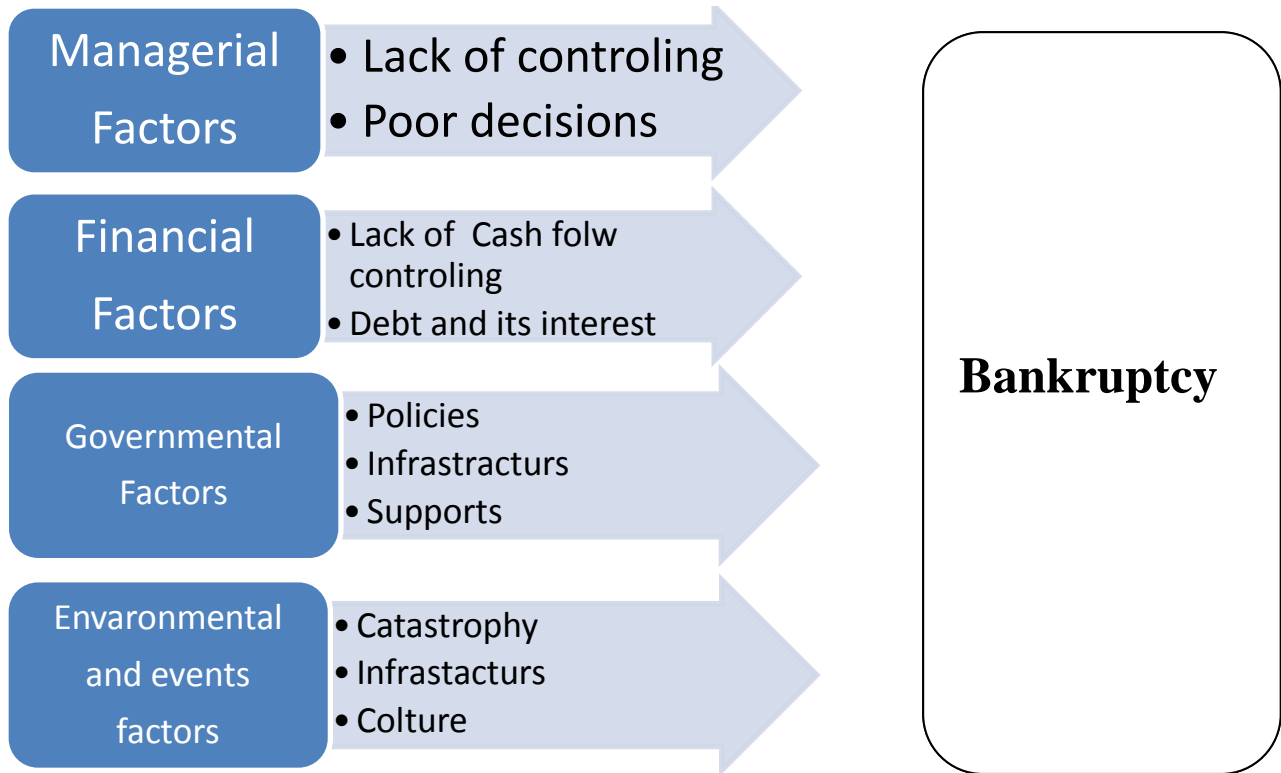 Managerial
Factors
• Lack of controling
• Poor decisions
Financial
Factors
• Lack of Cash folw
controling
• Debt and its interest
Governmental
Factors
• Policies
• Infrastracturs
• Supports
Envaronmental
and events
factors
• Catastrophy
• Infrastacturs
• Colture
Bankruptcy